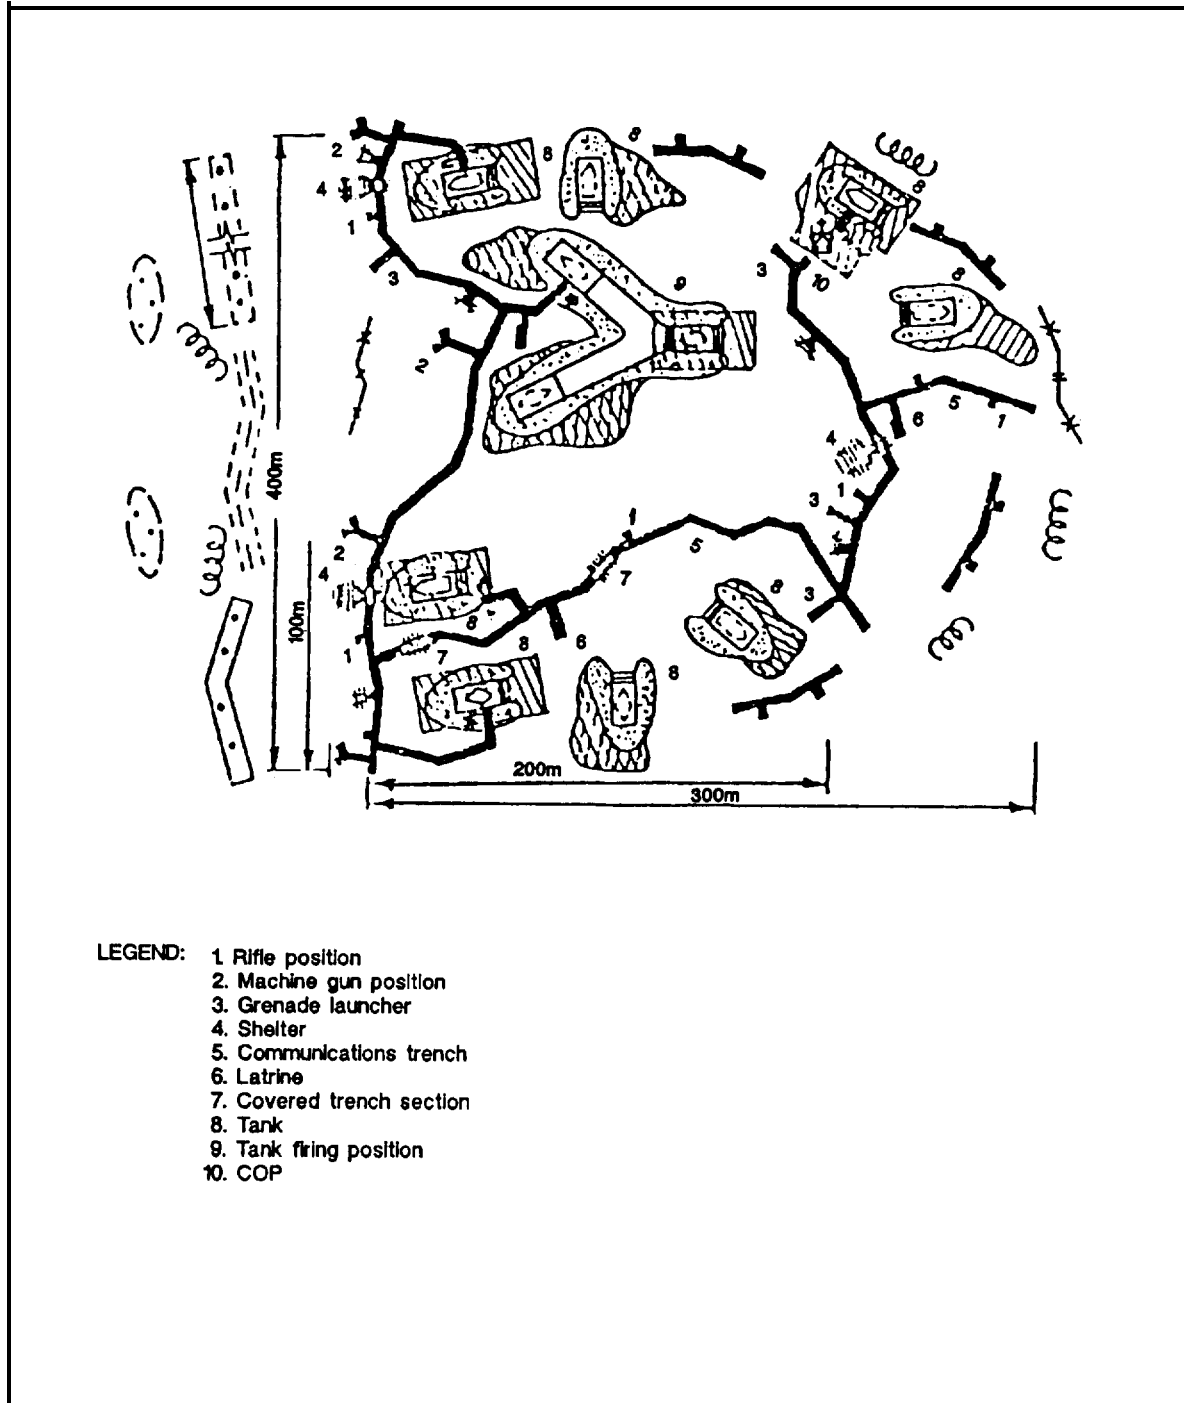 8
8
2
4
8
1
3
9
3
10
8
2
5
6
1
4
400m
1
3
1
2
5
4
7
8
3
100m
8
8
6
1
7
8
200m
300m
LEGEND: 1. Rifle position
2. Machine gun position
3. Grenade launcher
4. Shelter
5. Communications trench
6. Latrine
7. Covered trench section
8. Tank
9. Tank firing position
10. COP